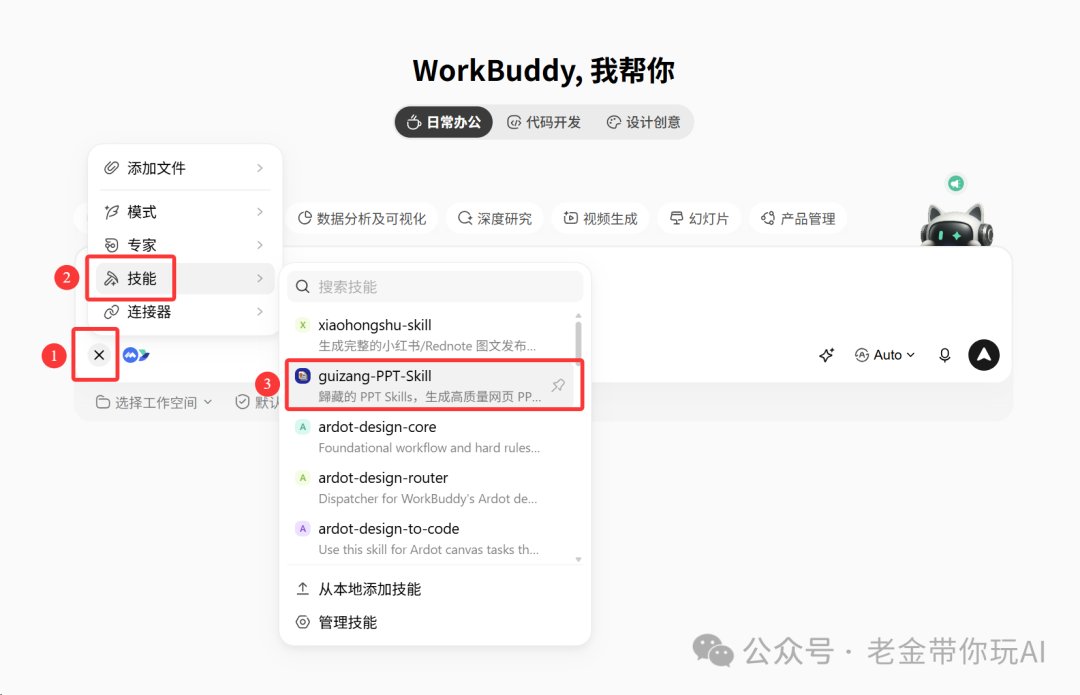 WorkBuddy, 我帮你
日常办公
代码开发
设计创意
添加文件
模式
专家
技能
连接器
数据分析及可视化
深度研究
视频生成
幻灯片
产品管理
2
1
3
搜索技能
X
xiaohongshu-skill
生成完整的小红书/Rednote 图文发布...
guizang-PPT-Skill
歸藏的 PPT Skills，生成高质量网页 PP...
A
ardot-design-core
Foundational workflow and hard rules...
A
ardot-design-router
Dispatcher for WorkBuddy's Ardot de...
A
ardot-design-to-code
Use this skill for Ardot canvas tasks th...
从本地添加技能
管理技能
Auto
选择工作空间
默认
公众号 · 老金带你玩AI